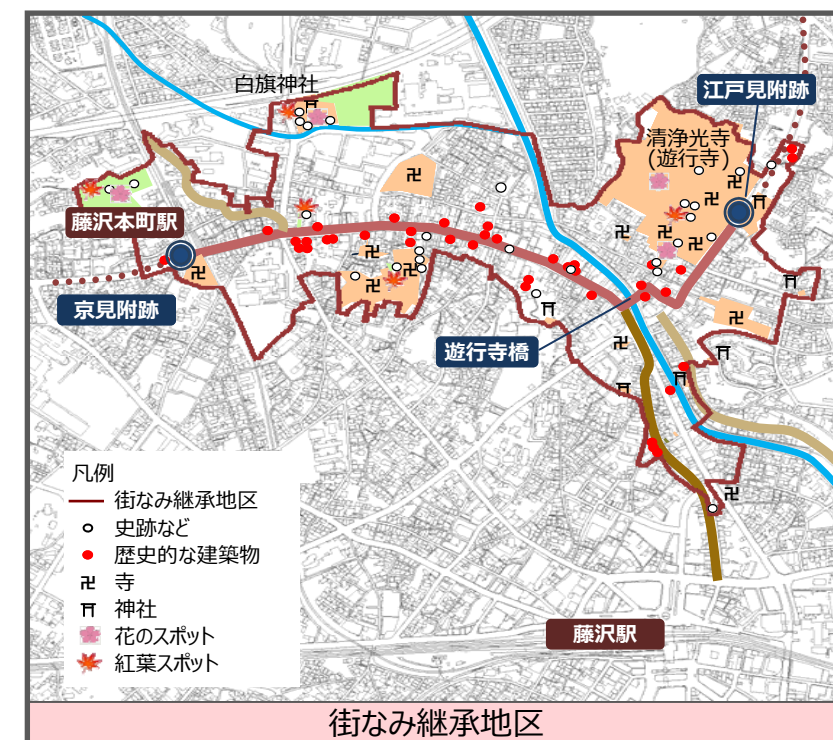 白旗神社
江戸見附跡
清浄光寺
(遊行寺)
藤沢本町駅
京見附跡
遊行寺橋
凡例
街なみ継承地区
史跡など
歴史的な建築物
寺
神社
花のスポット
紅葉スポット
藤沢駅
街なみ継承地区